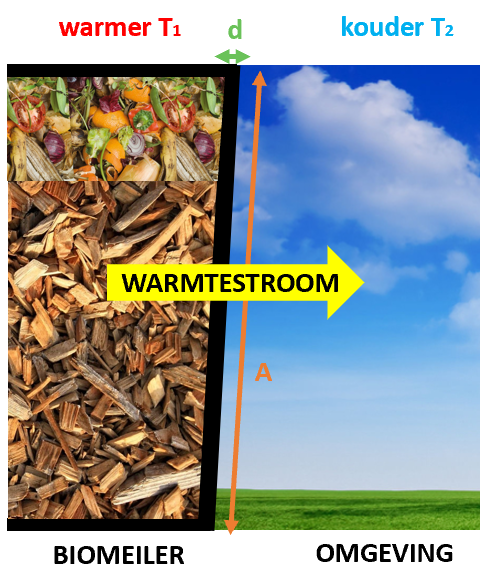 warmer T₁
d
kouder T₂
WARMTESTROOM
A
BIOMEILER
OMGEVING